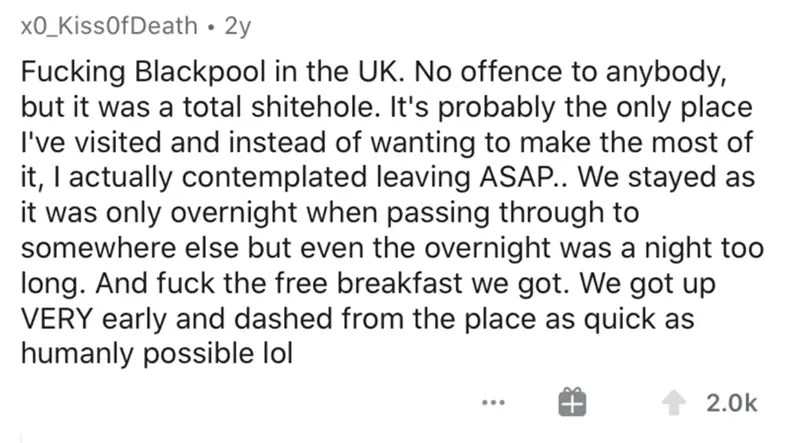 x0_KissOfDeath • 2y
Fucking Blackpool in the UK. No offence to anybody,
but it was a total shitehole. It's probably the only place
I've visited and instead of wanting to make the most of
it, I actually contemplated leaving ASAP.. We stayed as
it was only overnight when passing through to
somewhere else but even the overnight was a night too
long. And fuck the free breakfast we got. We got up
VERY early and dashed from the place as quick as
humanly possible lol
2.0k